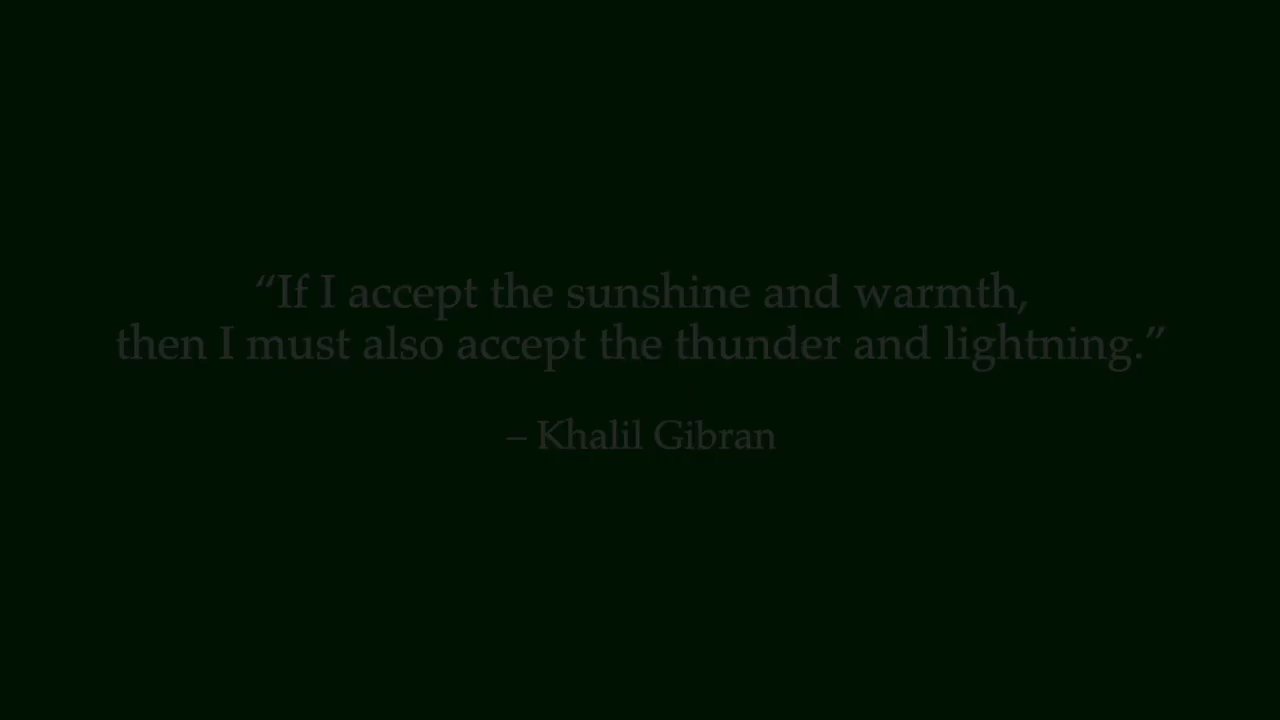 “If I accept the sunshine and warmth,
then I must also accept the thunder and lightning.”
– Khalil Gibran